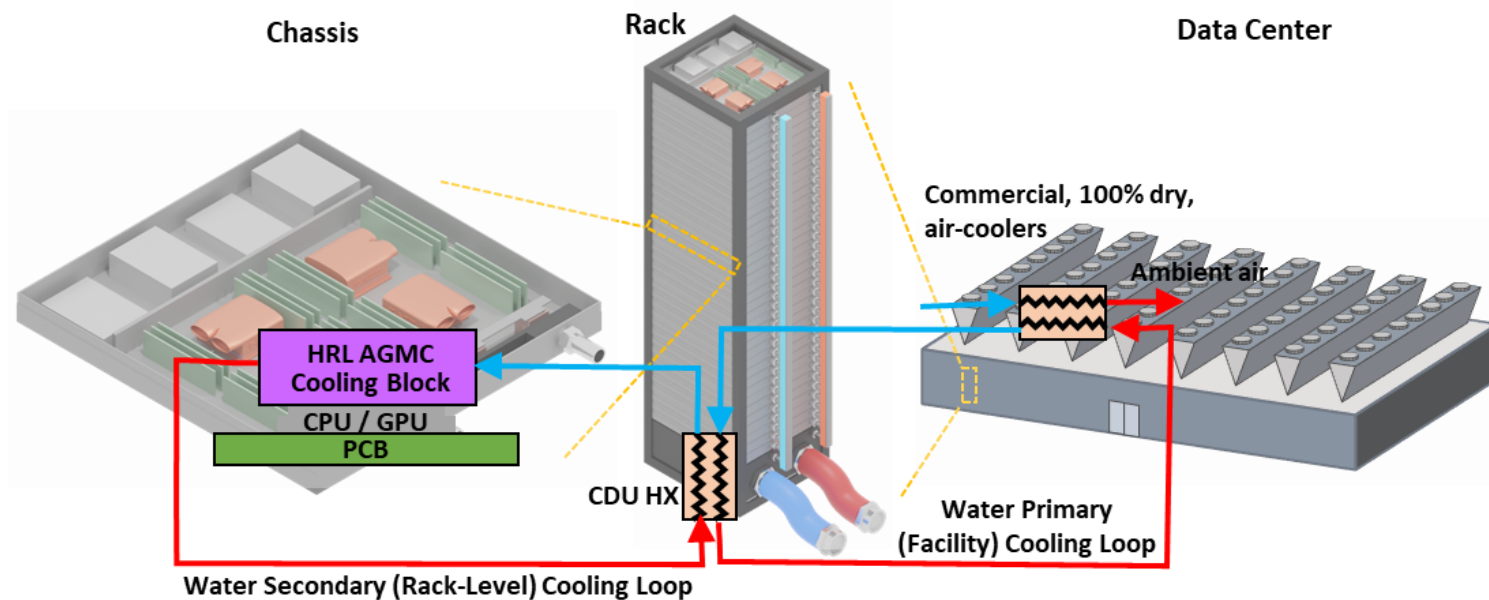 Chassis
Rack
Data Center
Commercial, 100% dry,
air-coolers
Ambient air
HRL AGMC
Cooling Block
CPU / GPU
PCB
CDU HX
Water Primary
(Facility) Cooling Loop
Water Secondary (Rack-Level) Cooling Loop